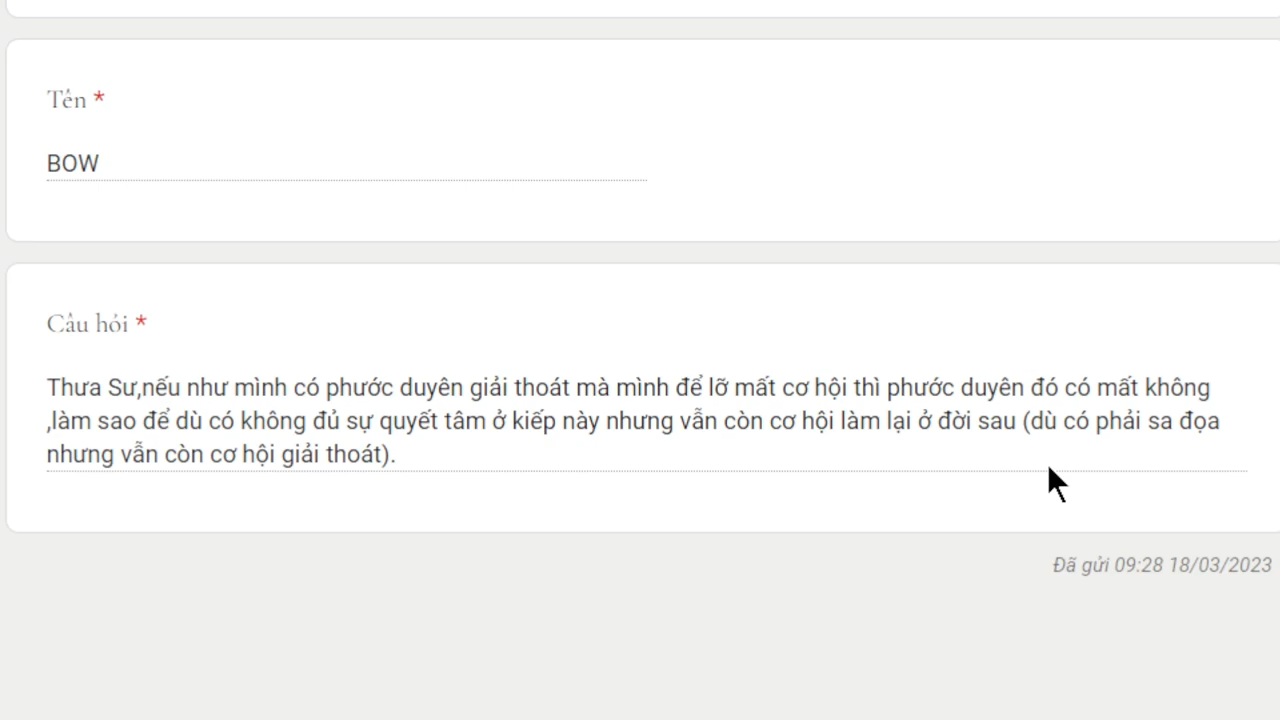 Tên *
BOW
Câu hỏi *
Thưa Sư,nếu như mình có phước duyên giải thoát mà mình để lỡ mất cơ hội thì phước duyên đó có mất không
,làm sao để dù có không đủ sự quyết tâm ở kiếp này nhưng vẫn còn cơ hội làm lại ở đời sau (dù có phải sa đọa
nhưng vẫn còn cơ hội giải thoát).
Đã gửi 09:28 18/03/2023